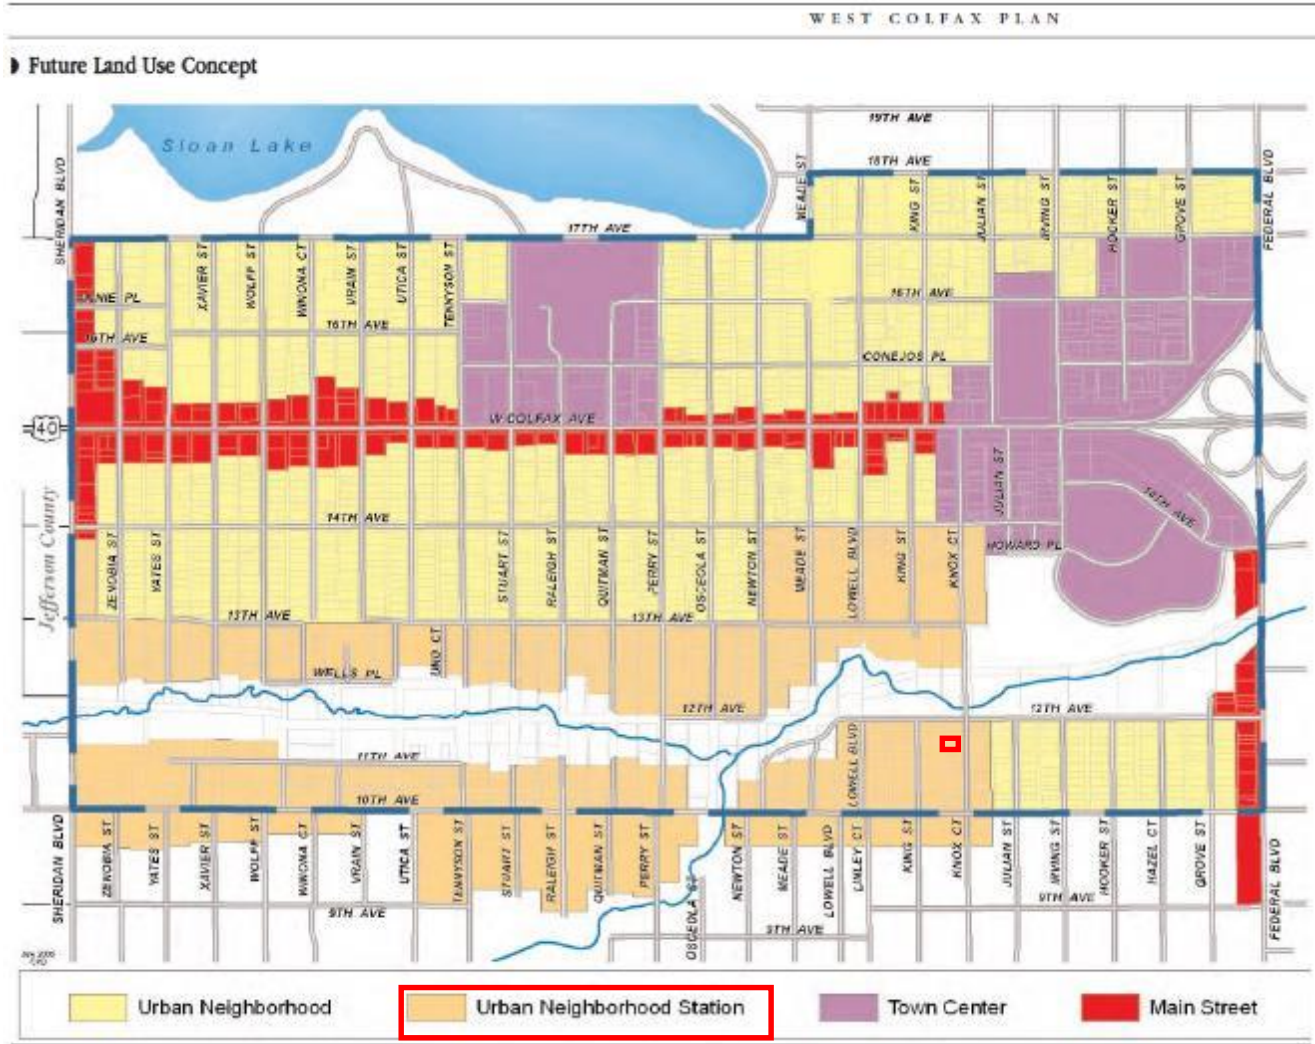 WEST COLFAX PLAN
Future Land Use Concept
Sloan Lake
19TH AVE
18TH AVE
SHERIDAN BLVD
MEADE ST
KING ST
JULIAN ST
IRVING ST
HOOKER ST
GROVE ST
FEDERAL BLVD
17TH AVE
XAVIER ST
WOLFF ST
WINONA CT
VRAIN ST
UTICA ST
TENNYSON ST
16TH AVE
16TH AVE
16TH AVE
CONEJOS PL
W COLFAX AVE
40
JULIAN ST
14TH AVE
14TH AVE
HOWARD PL
Jefferson County
ZENOBIA ST
YATES ST
STUART ST
RALEIGH ST
QUITMAN ST
PERRY ST
OSCEOLA ST
NEWTON ST
MEADE ST
LOWELL BLVD
KING ST
KNOX CT
13TH AVE
13TH AVE
WELLS PL
12TH AVE
12TH AVE
LOWELL BLVD
11TH AVE
10TH AVE
SHERIDAN BLVD
ZENOBIA ST
YATES ST
XAVIER ST
WOLFF ST
WINONA CT
VRAIN ST
UTICA ST
TENNYSON ST
STUART ST
RALEIGH ST
QUITMAN ST
PERRY ST
OSCEOLA ST
NEWTON ST
MEADE ST
LOWELL BLVD
LINLEY CT
KING ST
KNOX CT
JULIAN ST
IRVING ST
HOOKER ST
HAZEL CT
GROVE ST
FEDERAL BLVD
9TH AVE
9TH AVE
9TH AVE
Urban Neighborhood
Urban Neighborhood Station
Town Center
Main Street